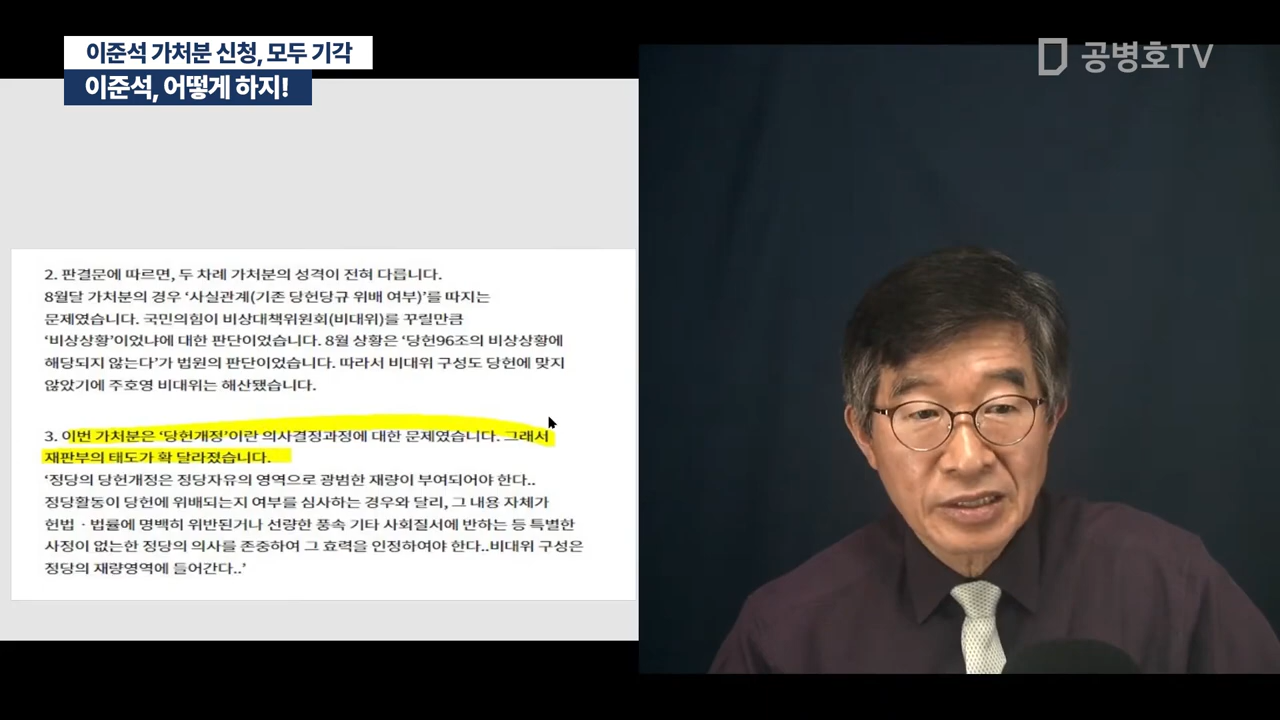 이준석 가처분 신청, 모두 기각
이준석, 어떻게 하지!
공병호TV
2. 판결문에 따르면, 두 차례 가처분의 성격이 전혀 다릅니다.
8월달 가처분의 경우 ‘사실관계(기존 당헌당규 위배 여부)’를 따지는
문제였습니다. 국민의힘이 비상대책위원회(비대위)를 꾸릴만큼
‘비상상황’이었냐에 대한 판단이었습니다. 8월 상황은 ‘당헌96조의 비상상황에
해당되지 않는다’가 법원의 판단이었습니다. 따라서 비대위 구성도 당헌에 맞지
않았기에 주호영 비대위는 해산됐습니다.
3. 이번 가처분은 ‘당헌개정’이란 의사결정과정에 대한 문제였습니다. 그래서
재판부의 태도가 확 달라졌습니다.
‘정당의 당헌개정은 정당자유의 영역으로 광범한 재량이 부여되어야 한다..
정당활동이 당헌에 위배되는지 여부를 심사하는 경우와 달리, 그 내용 자체가
헌법 · 법률에 명백히 위반된거나 선량한 풍속 기타 사회질서에 반하는 등 특별한
사정이 없는한 정당의 의사를 존중하여 그 효력을 인정하여야 한다..비대위 구성은
정당의 재량영역에 들어간다..’